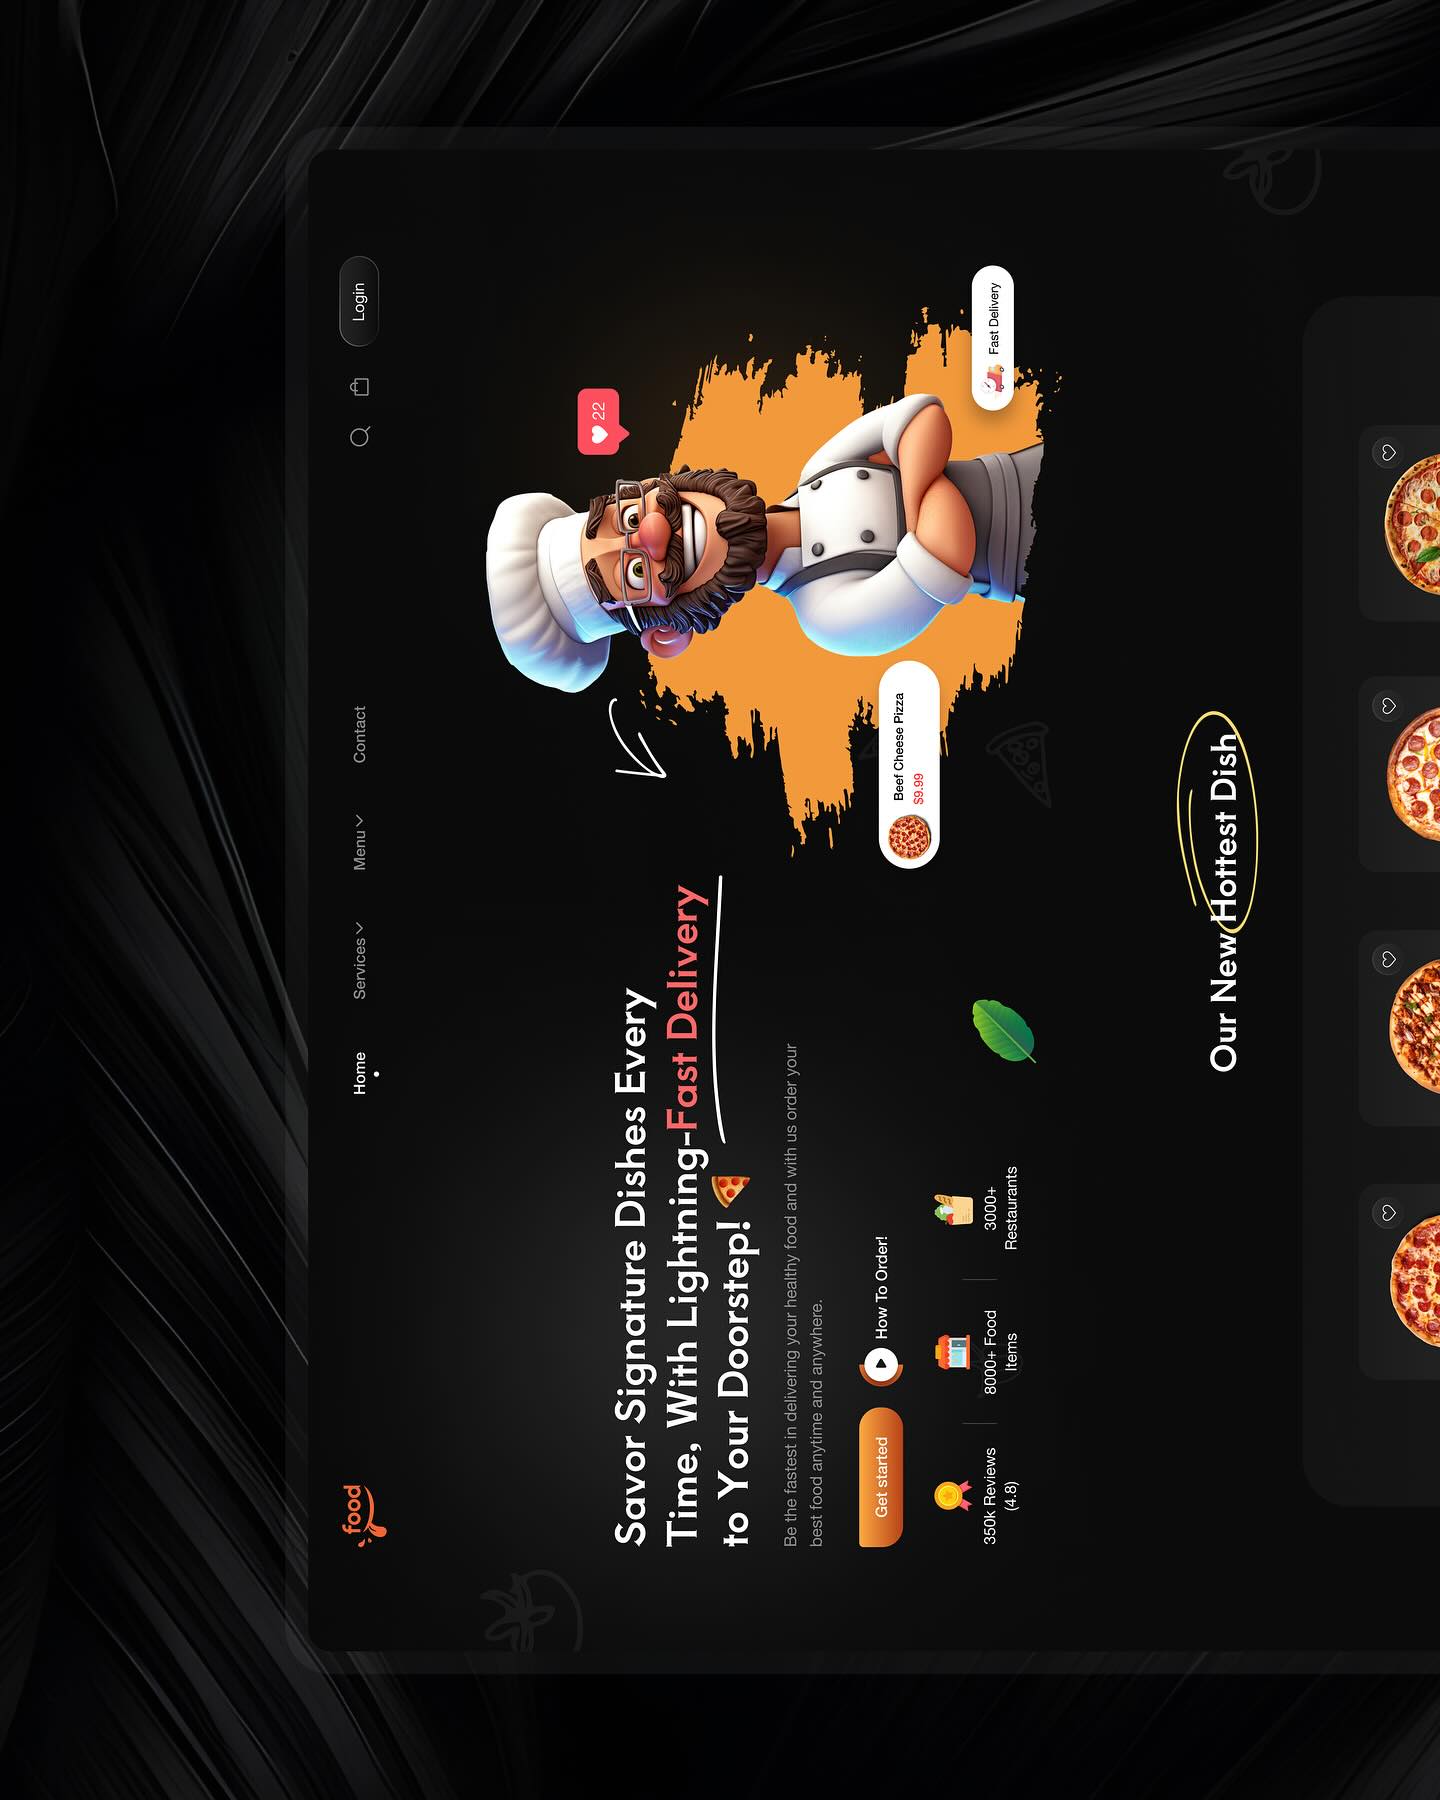 food
Home
Services
Menu
Contact
Login
22
Savor Signature Dishes Every
Time, With Lightning-Fast Delivery
to Your Doorstep!
Be the fastest in delivering your healthy food and with us order your
best food anytime and anywhere.
Get started
How To Order!
Beef Cheese Pizza
$9.99
350k Reviews
(4.8)
8000+ Food
Items
3000+
Restaurants
Fast Delivery
Our New Hottest Dish